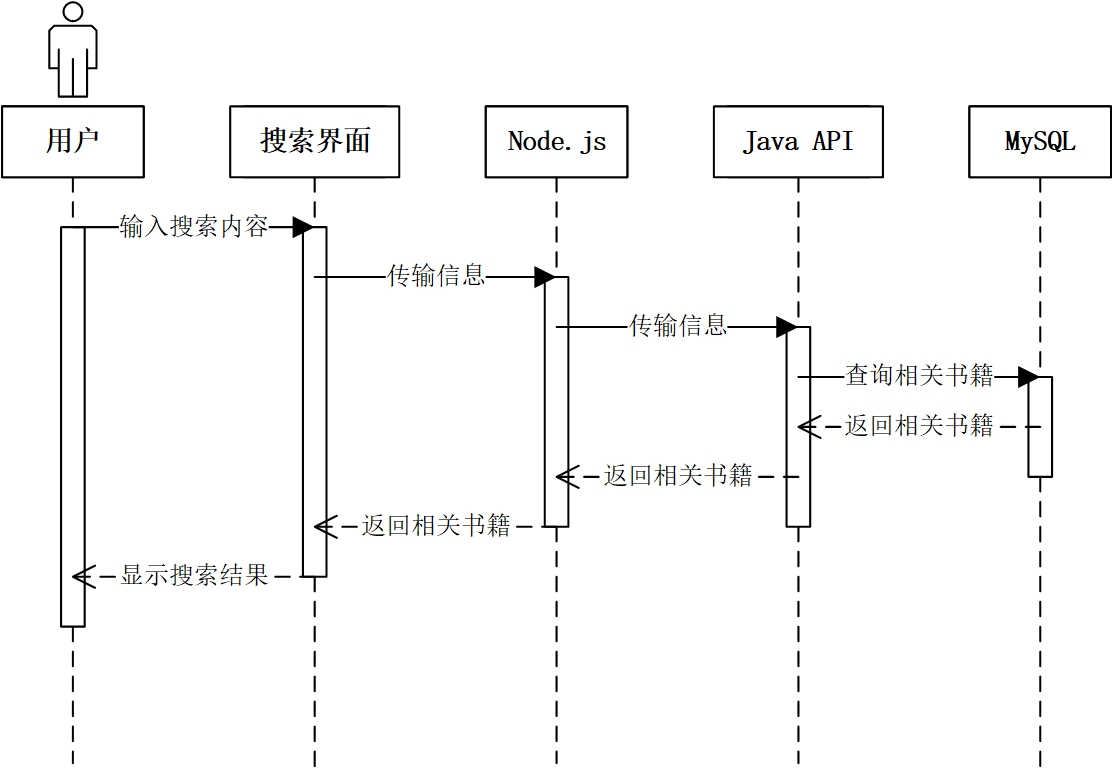 用户
搜索界面
Node.js
Java API
MySQL
输入搜索内容
传输信息
传输信息
查询相关书籍
返回相关书籍
返回相关书籍
返回相关书籍
显示搜索结果